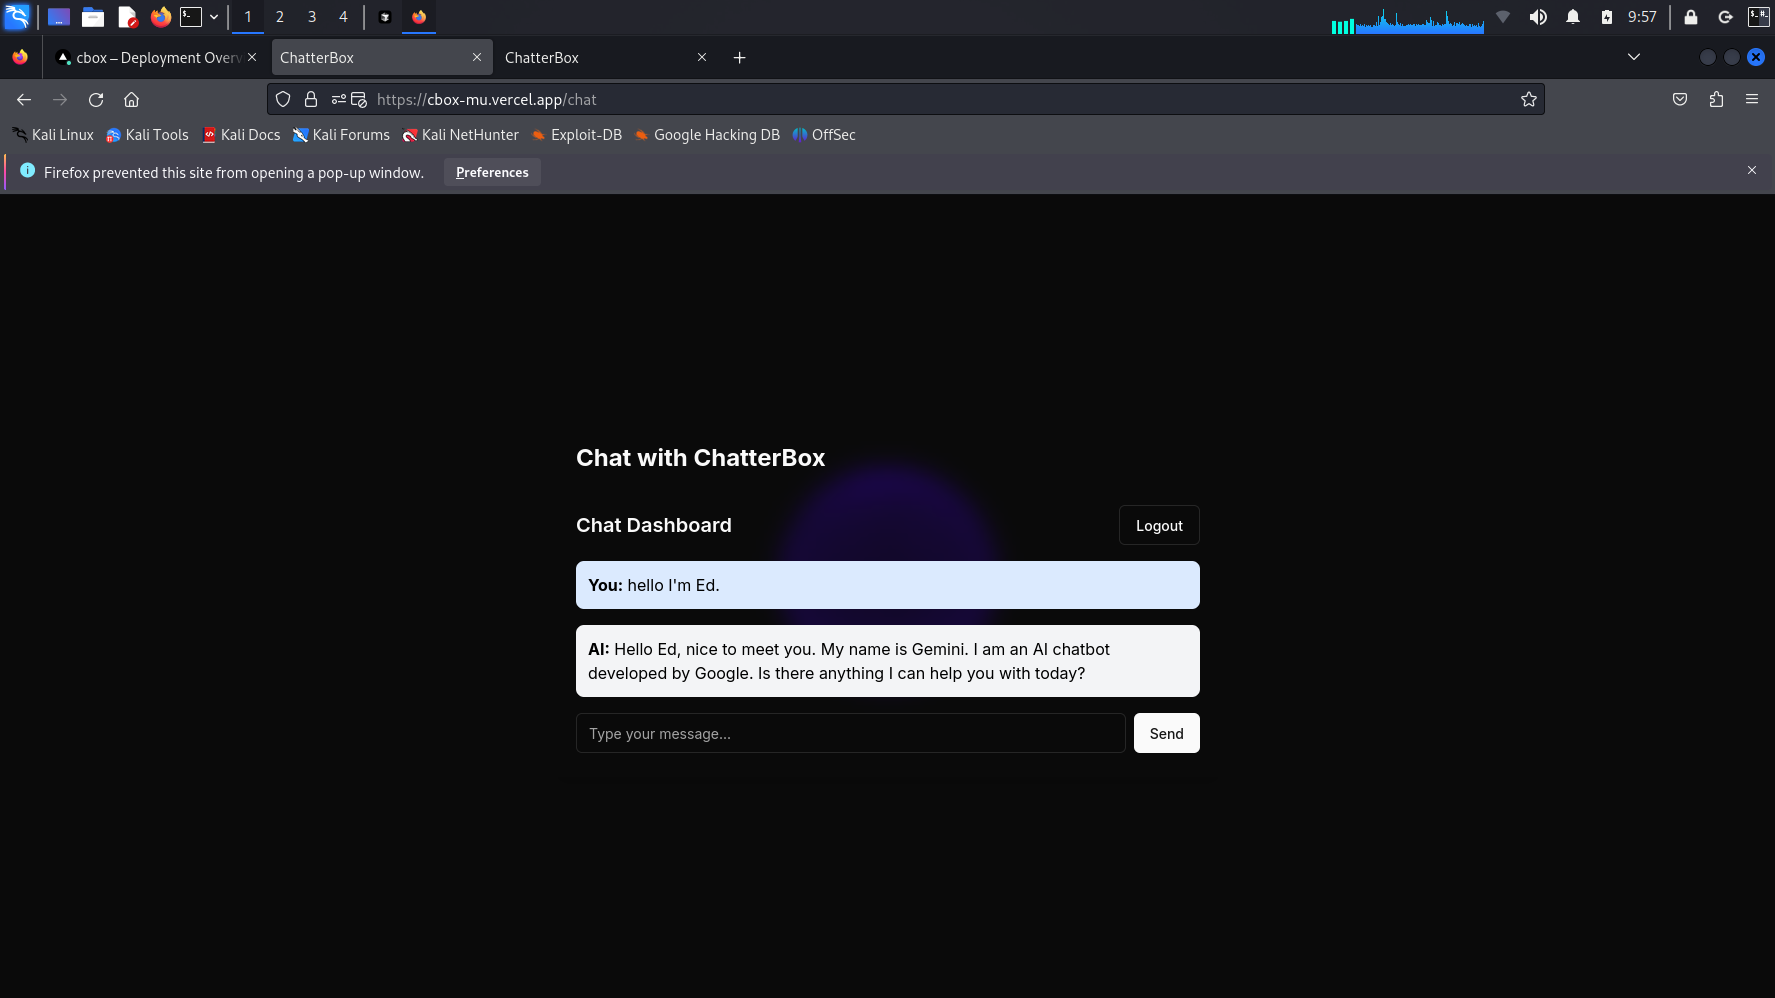 1 2 3 4 9:57
cbox – Deployment Over
ChatterBox
ChatterBox
https://cbox-mu.vercel.app/chat
Kali Linux Kali Tools Kali Docs Kali Forums Kali NetHunter Exploit-DB Google Hacking DB OffSec
Firefox prevented this site from opening a pop-up window. Preferences
Chat with ChatterBox
Chat Dashboard
Logout
You: hello I'm Ed.
AI: Hello Ed, nice to meet you. My name is Gemini. I am an AI chatbot
developed by Google. Is there anything I can help you with today?
Type your message...
Send